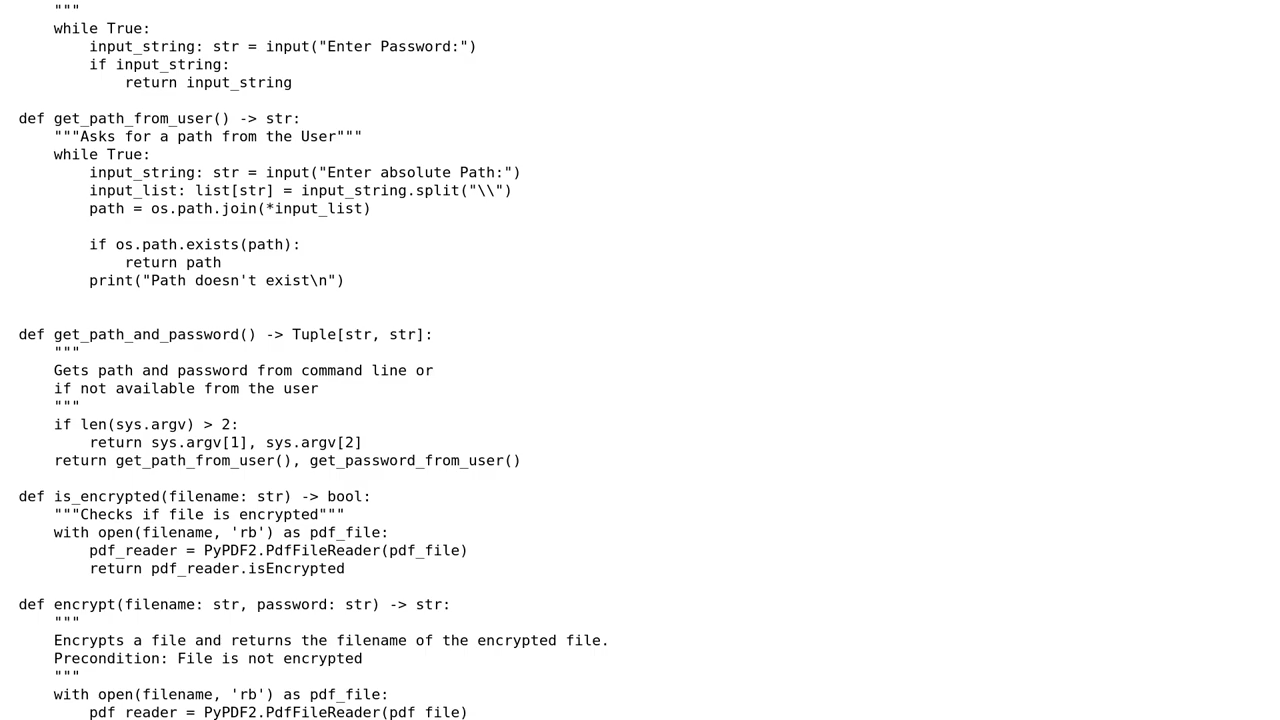 """
while True:
input_string: str = input("Enter Password:")
if input_string:
return input_string
def get_path_from_user() -> str:
"""Asks for a path from the User"""
while True:
input_string: str = input("Enter absolute Path:")
input_list: list[str] = input_string.split("\\")
path = os.path.join(*input_list)
if os.path.exists(path):
return path
print("Path doesn't exist\n")
def get_path_and_password() -> Tuple[str, str]:
"""
Gets path and password from command line or
if not available from the user
"""
if len(sys.argv) > 2:
return sys.argv[1], sys.argv[2]
return get_path_from_user(), get_password_from_user()
def is_encrypted(filename: str) -> bool:
"""Checks if file is encrypted"""
with open(filename, 'rb') as pdf_file:
pdf_reader = PyPDF2.PdfFileReader(pdf_file)
return pdf_reader.isEncrypted
def encrypt(filename: str, password: str) -> str:
"""
Encrypts a file and returns the filename of the encrypted file.
Precondition: File is not encrypted
"""
with open(filename, 'rb') as pdf_file:
pdf_reader = PyPDF2.PdfFileReader(pdf_file)